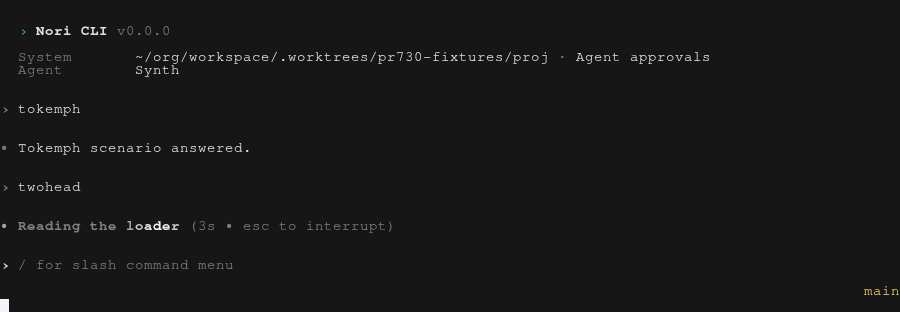 › Nori CLI v0.0.0
System ~/org/workspace/.worktrees/pr730-fixtures/proj · Agent approvals
Agent Synth
› tokemph
• Tokemph scenario answered.
› twohead
• Reading the loader (3s • esc to interrupt)
› / for slash command menu
main